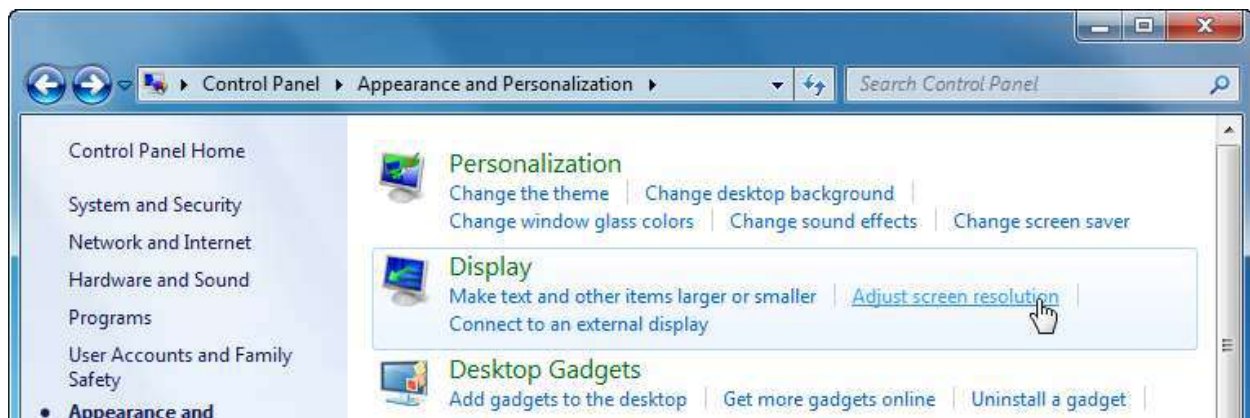 Control Panel Appearance and Personalization Search Control Panel
Control Panel Home
System and Security
Network and Internet
Hardware and Sound
Programs
User Accounts and Family
Safety
Appearance and
Personalization
Change the theme Change desktop background
Change window glass colors Change sound effects Change screen saver
Display
Make text and other items larger or smaller Adjust screen resolution
Connect to an external display
Desktop Gadgets
Add gadgets to the desktop Get more gadgets online Uninstall a gadget